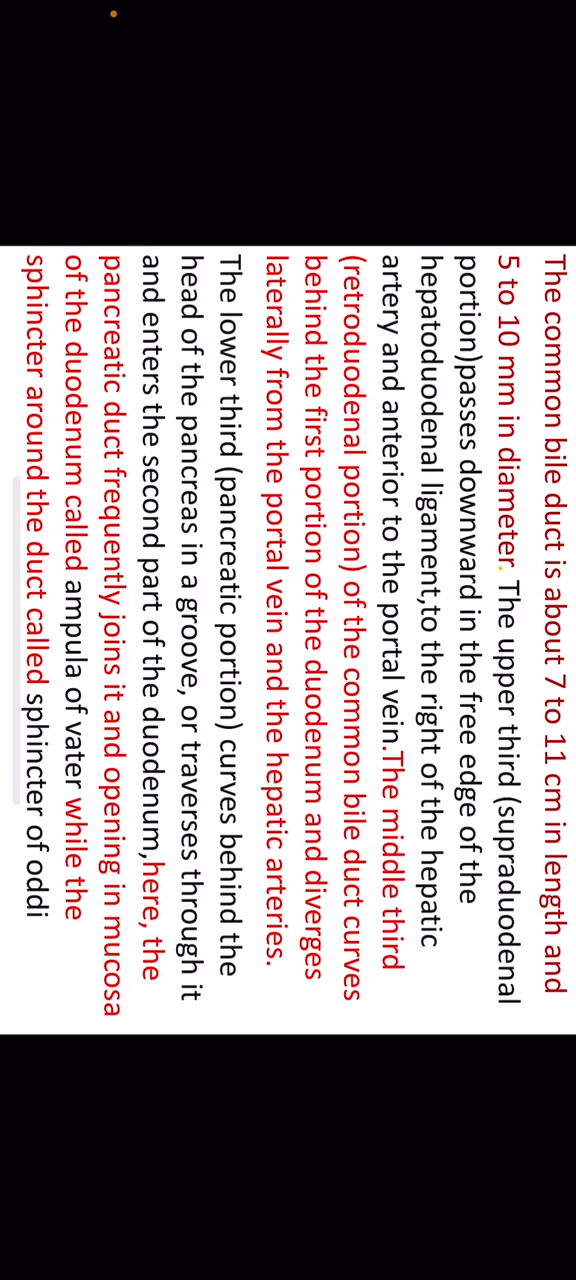 The common bile duct is about 7 to 11 cm in length and
5 to 10 mm in diameter. The upper third (supraduodenal
portion)passes downward in the free edge of the
hepatoduodenal ligament,to the right of the hepatic
artery and anterior to the portal vein.The middle third
(retroduodenal portion) of the common bile duct curves
behind the first portion of the duodenum and diverges
laterally from the portal vein and the hepatic arteries.
The lower third (pancreatic portion) curves behind the
head of the pancreas in a groove, or traverses through it
and enters the second part of the duodenum,here, the
pancreatic duct frequently joins it and opening in mucosa
of the duodenum called ampula of vater while the
sphincter around the duct called sphincter of oddi